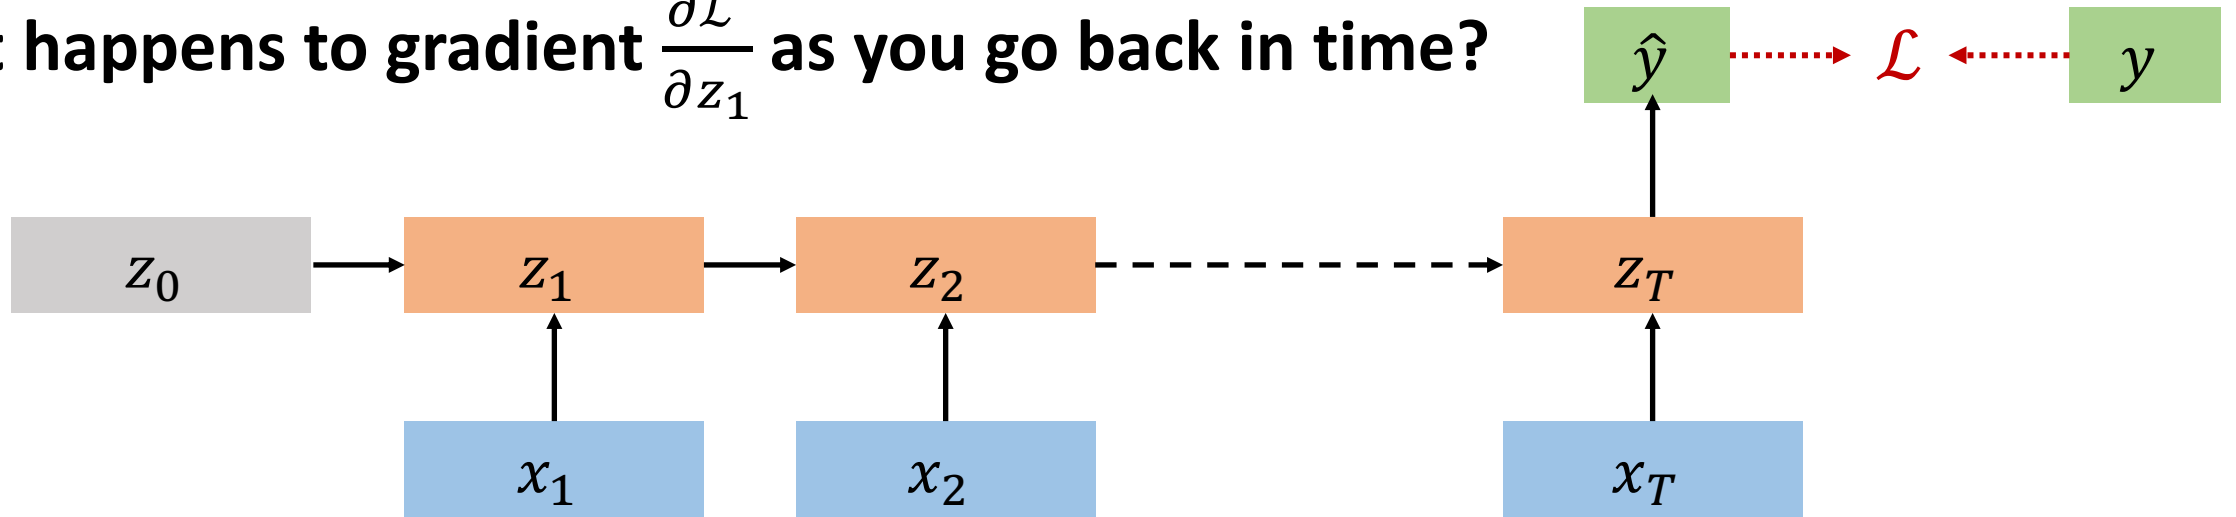 happens to gradient ∂ℒ/∂z₁ as you go back in time?
ŷ ℒ y
z₀ z₁ z₂ z_T
x₁ x₂ x_T